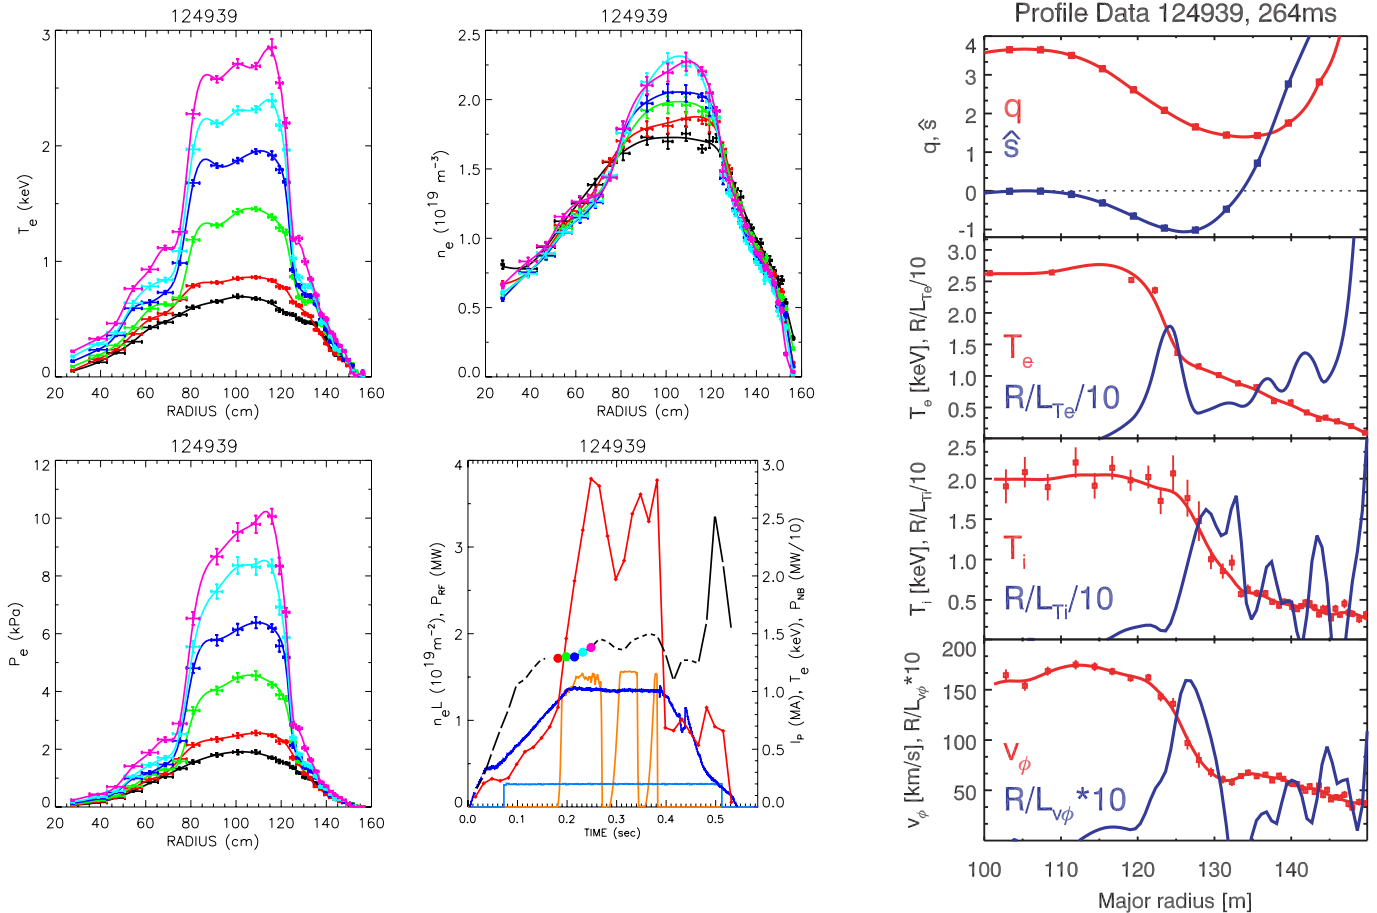 124939
3
2
1
0
T_e (keV)
20 40 60 80 100 120 140 160
RADIUS (cm)
124939
2.5
2.0
1.5
1.0
0.5
0.0
n_e (10^19 m^-3)
20 40 60 80 100 120 140 160
RADIUS (cm)
124939
12
10
8
6
4
2
0
P_e (kPa)
20 40 60 80 100 120 140 160
RADIUS (cm)
124939
4
3
2
1
0
n_eL (10^19 m^-2), P_RF (MW)
3.0
2.5
2.0
1.5
1.0
0.5
0.0
I_P (MA), T_e (keV), P_NB (MW/10)
0.0 0.1 0.2 0.3 0.4 0.5
TIME (sec)
Profile Data 124939, 264ms
4
3
2
1
0
-1
q, ŝ
q
ŝ
3.0
2.5
2.0
1.5
1.0
0.5
T_e [keV], R/L_Te/10
T_e
R/L_Te/10
2.5
2.0
1.5
1.0
0.5
T_i [keV], R/L_Ti/10
T_i
R/L_Ti/10
200
150
100
50
v_ϕ [km/s], R/L_vϕ*10
v_ϕ
R/L_vϕ*10
100 120 130 140
Major radius [m]